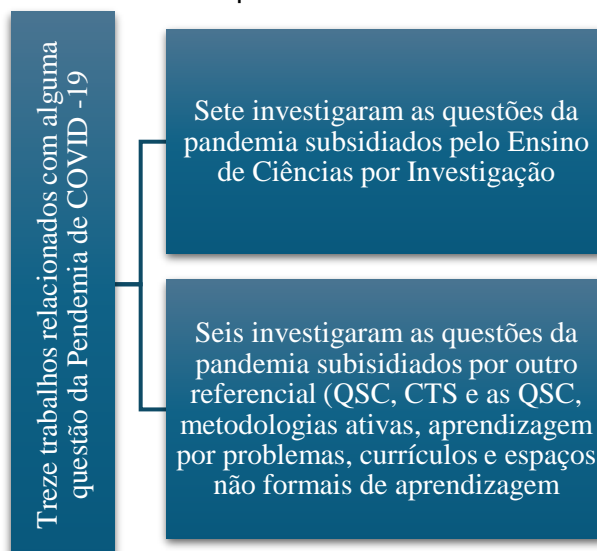 Treze trabalhos relacionados com alguma
questão da Pendemia de COVID -19
Sete investigaram as questões da
pandemia subsidiados pelo Ensino
de Ciências por Investigação
Seis investigaram as questões da
pandemia subisidiados por outro
referencial (QSC, CTS e as QSC,
metodologias ativas, aprendizagem
por problemas, currículos e espaços
não formais de aprendizagem